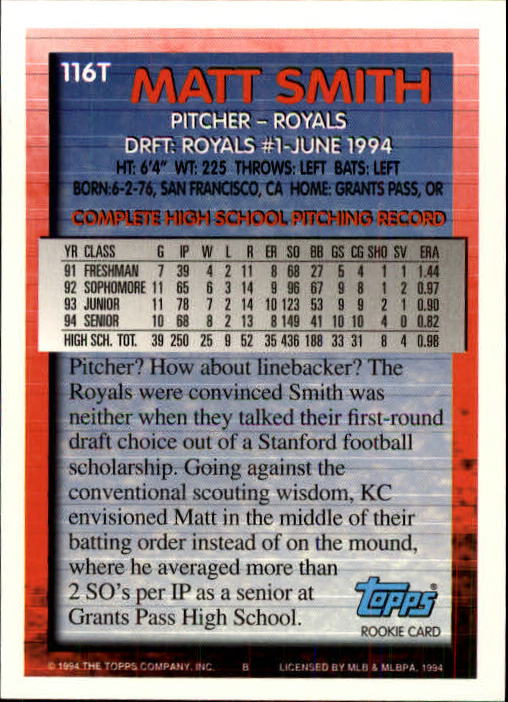 116T
MATT SMITH
PITCHER – ROYALS
DRFT: ROYALS #1-JUNE 1994
HT: 6'4" WT: 225 THROWS: LEFT BATS: LEFT
BORN:6-2-76, SAN FRANCISCO, CA HOME: GRANTS PASS, OR
COMPLETE HIGH SCHOOL PITCHING RECORD
YR CLASS G IP W L R ER SO BB GS CG SHO SV ERA
91 FRESHMAN 7 39 4 2 11 8 68 27 5 4 1 1 1.44
92 SOPHOMORE 11 65 6 3 14 9 96 67 9 8 1 2 0.97
93 JUNIOR 11 78 7 2 14 10 123 53 9 9 2 1 0.90
94 SENIOR 10 68 8 2 13 8 149 41 10 10 4 0 0.82
HIGH SCH. TOT. 39 250 25 9 52 35 436 188 33 31 8 4 0.98
Pitcher? How about linebacker? The
Royals were convinced Smith was
neither when they talked their first-round
draft choice out of a Stanford football
scholarship. Going against the
conventional scouting wisdom, KC
envisioned Matt in the middle of their
batting order instead of on the mound,
where he averaged more than
2 SO's per IP as a senior at
Grants Pass High School.
Topps®
ROOKIE CARD
© 1994 THE TOPPS COMPANY, INC. B LICENSED BY MLB & MLBPA, 1994